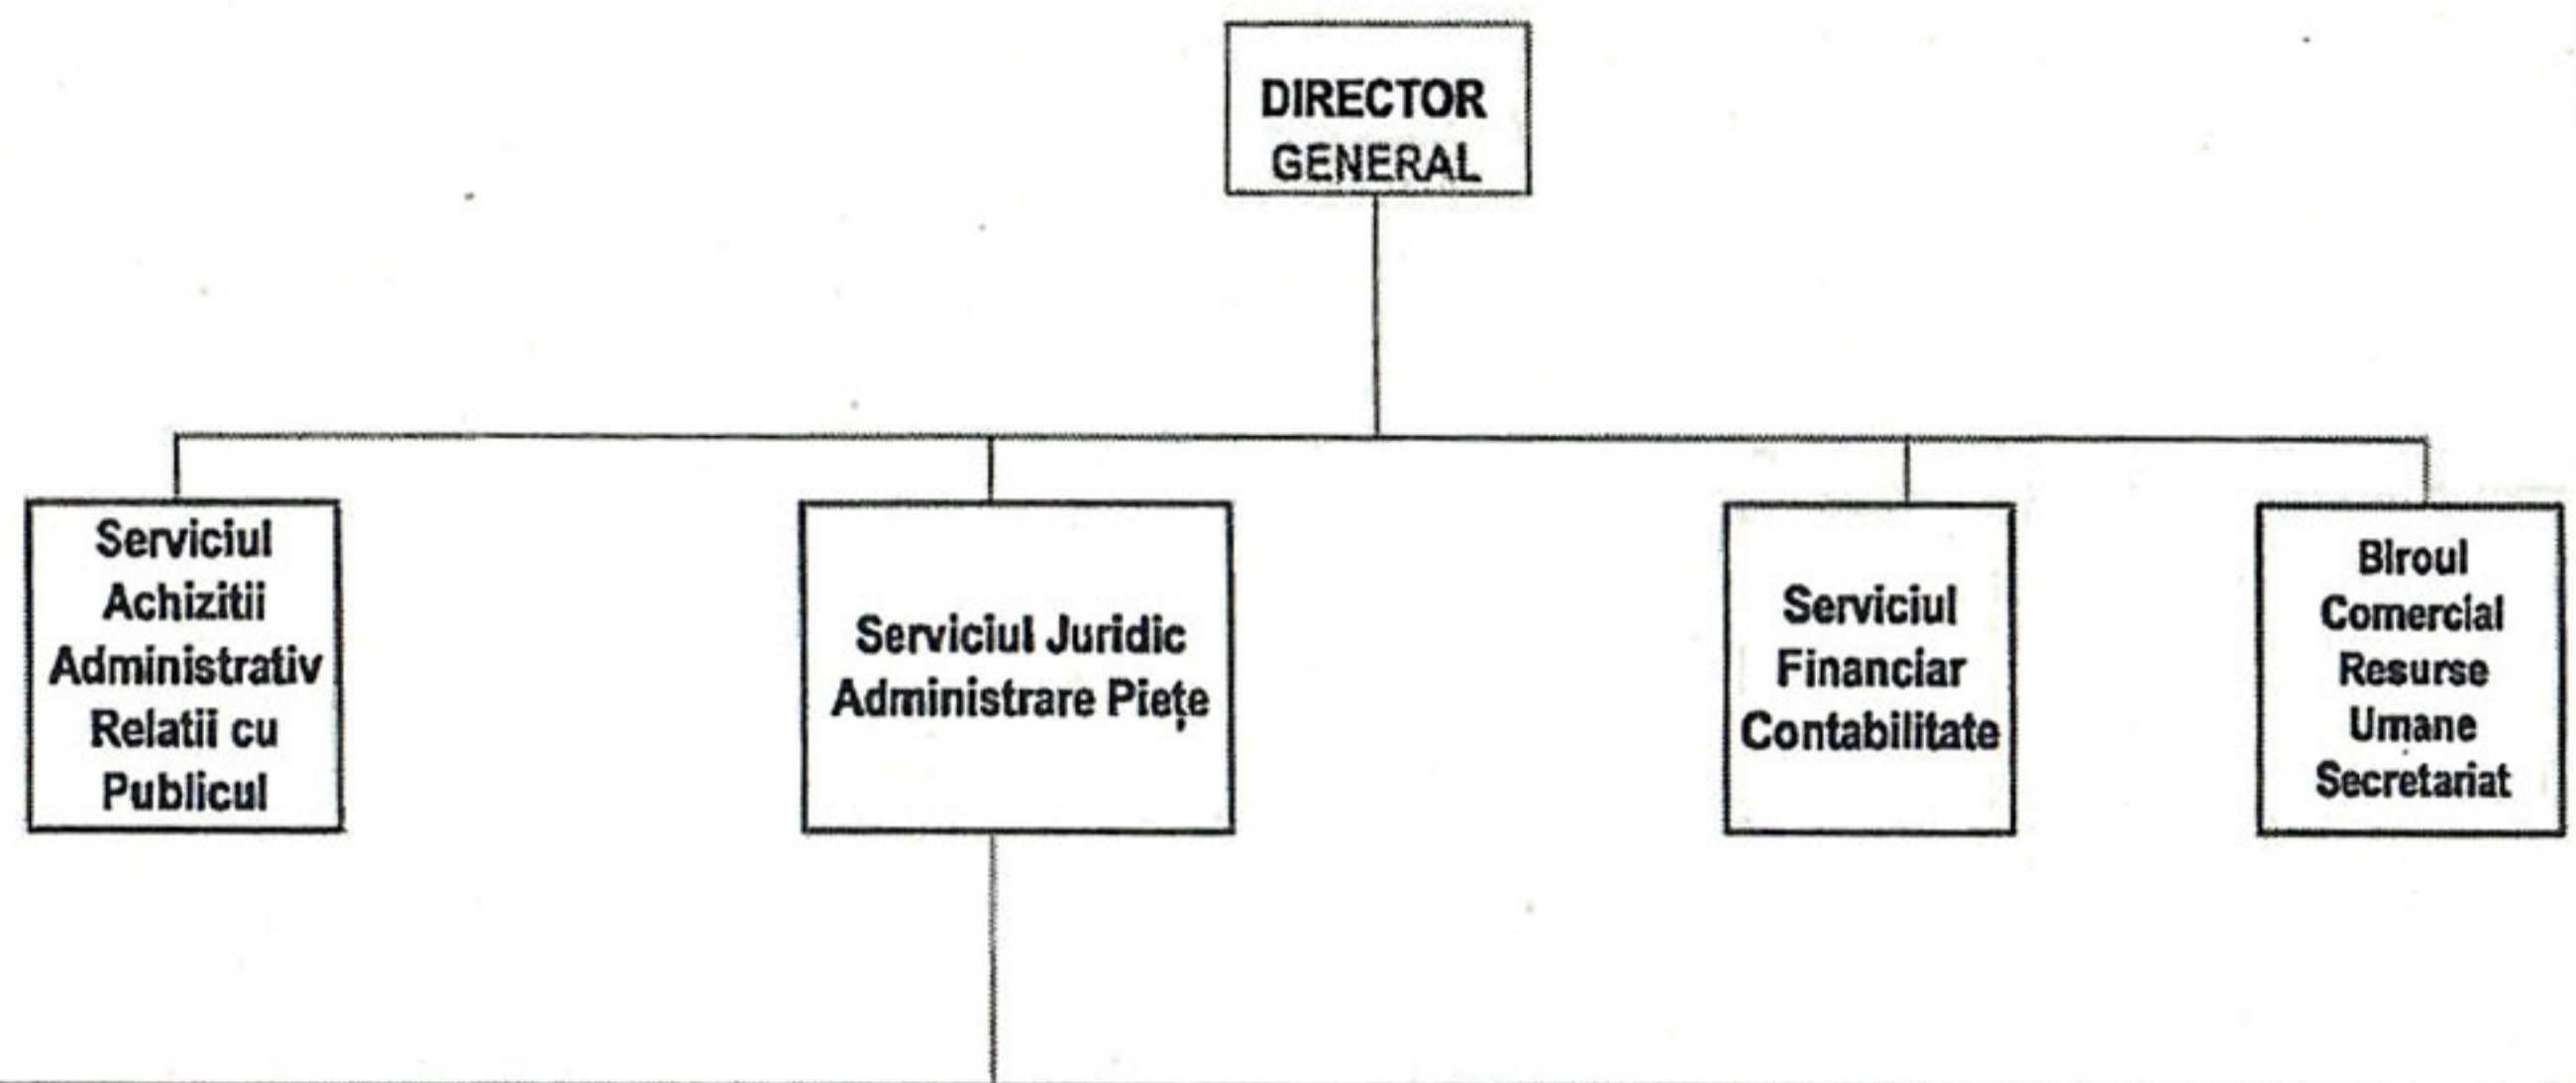 DIRECTOR
GENERAL
Serviciul
Achizitii
Administrativ
Relatii cu
Publicul
Serviciul Juridic
Administrare Piețe
Serviciul
Financiar
Contabilitate
Biroul
Comercial
Resurse
Umane
Secretariat